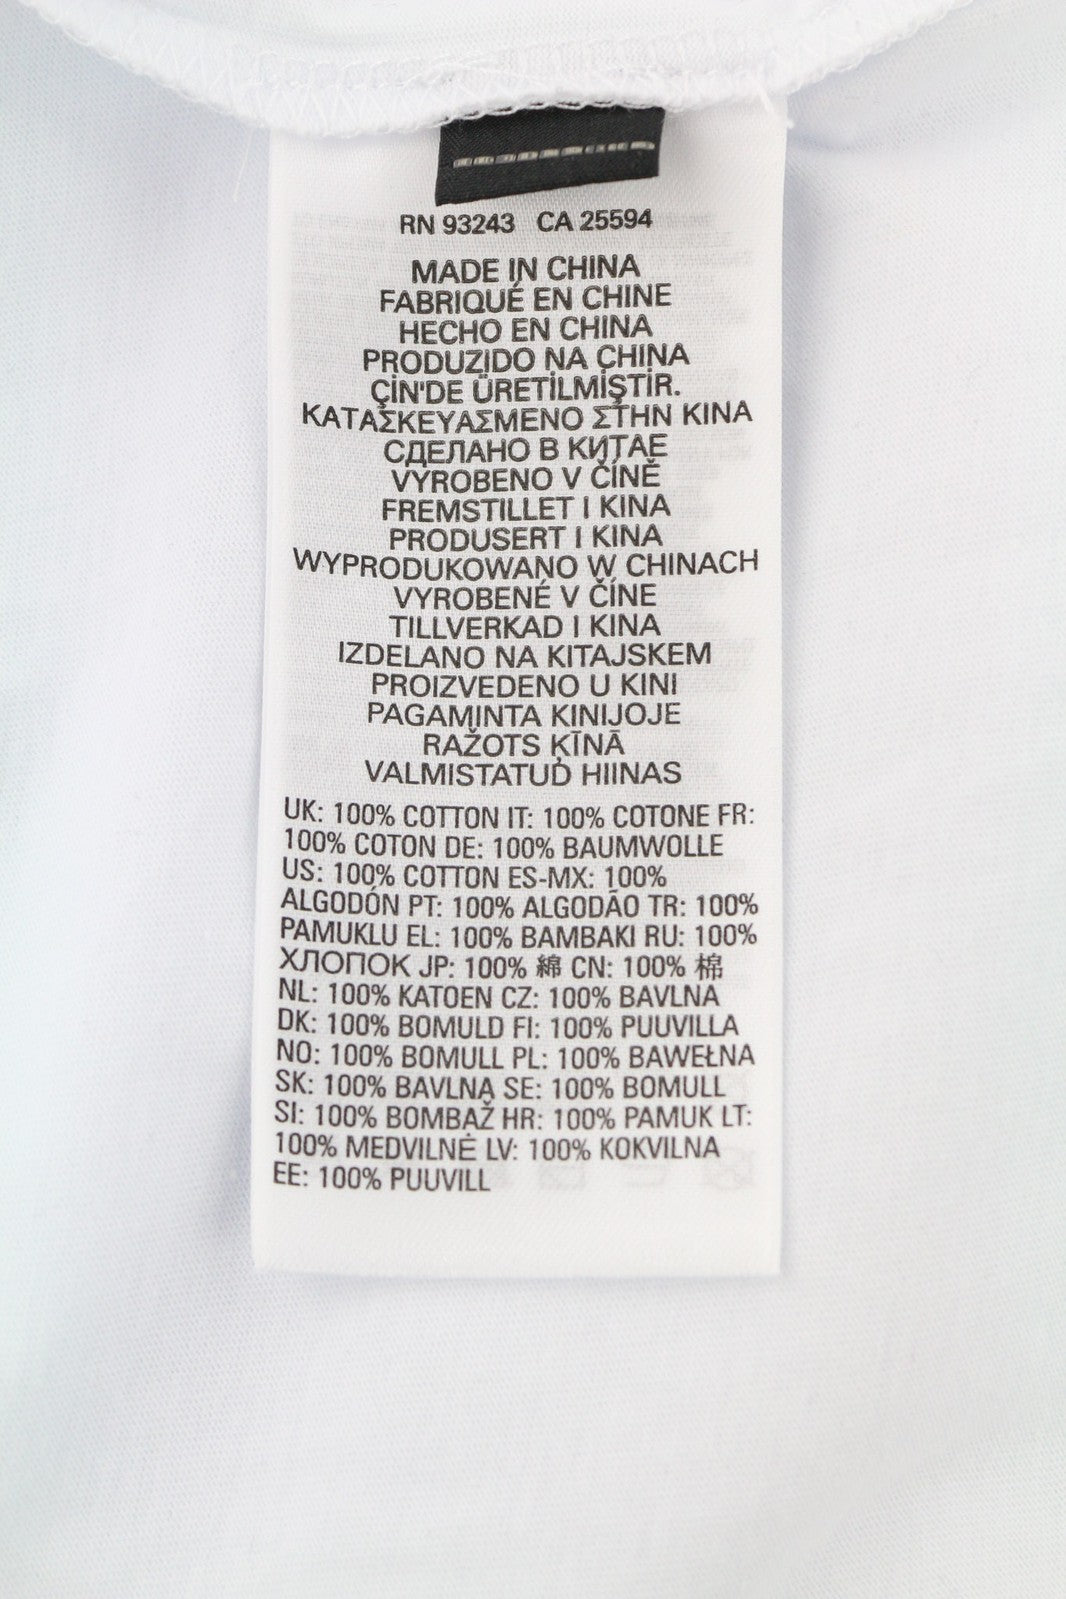 RN 93243 CA 25594
MADE IN CHINA
FABRIQUÉ EN CHINE
HECHO EN CHINA
PRODUZIDO NA CHINA
ÇİN'DE ÜRETİLMİŞTİR.
ΚΑΤΑΣΚΕΥΑΣΜΕΝΟ ΣΤΗΝ ΚΙΝΑ
СДЕЛАНО В КИТАЕ
VYROBENO V ČÍNĚ
FREMSTILLET I KINA
PRODUSERT I KINA
WYPRODUKOWANO W CHINACH
VYROBENÉ V ČÍNE
TILLVERKAD I KINA
IZDELANO NA KITAJSKEM
PROIZVEDENO U KINI
PAGAMINTA KINIJOJE
RAŽOTS ĶĪNĀ
VALMISTATUD HIINAS
UK: 100% COTTON IT: 100% COTONE FR:
100% COTON DE: 100% BAUMWOLLE
US: 100% COTTON ES-MX: 100%
ALGODÓN PT: 100% ALGODÃO TR: 100%
PAMUKLU EL: 100% ΒΑΜΒΑΚΙ RU: 100%
ХЛОПОК JP: 100% 綿 CN: 100% 棉
NL: 100% KATOEN CZ: 100% BAVLNA
DK: 100% BOMULD FI: 100% PUUVILLA
NO: 100% BOMULL PL: 100% BAWEŁNA
SK: 100% BAVLNA SE: 100% BOMULL
SI: 100% BOMBAŽ HR: 100% PAMUK LT:
100% MEDVILNĖ LV: 100% KOKVILNA
EE: 100% PUUVILL